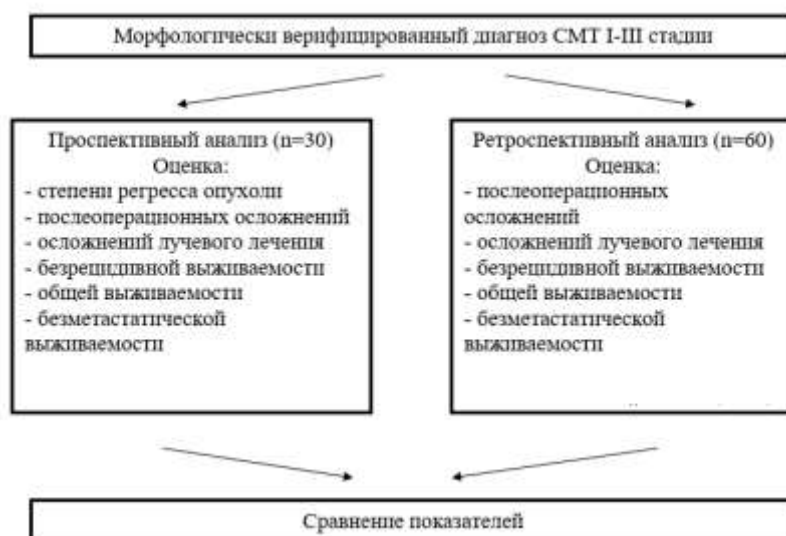 Морфологически верифицированный диагноз СМТ I-III стадии
Проспективный анализ (n=30)
Оценка:
- степени регресса опухоли
- послеоперационных осложнений
- осложнений лучевого лечения
- безрецидивной выживаемости
- общей выживаемости
- безметастатической
выживаемости
Ретроспективный анализ (n=60)
Оценка:
- послеоперационных
осложнений
- осложнений лучевого лечения
- безрецидивной выживаемости
- общей выживаемости
- безметастатической
выживаемости
Сравнение показателей